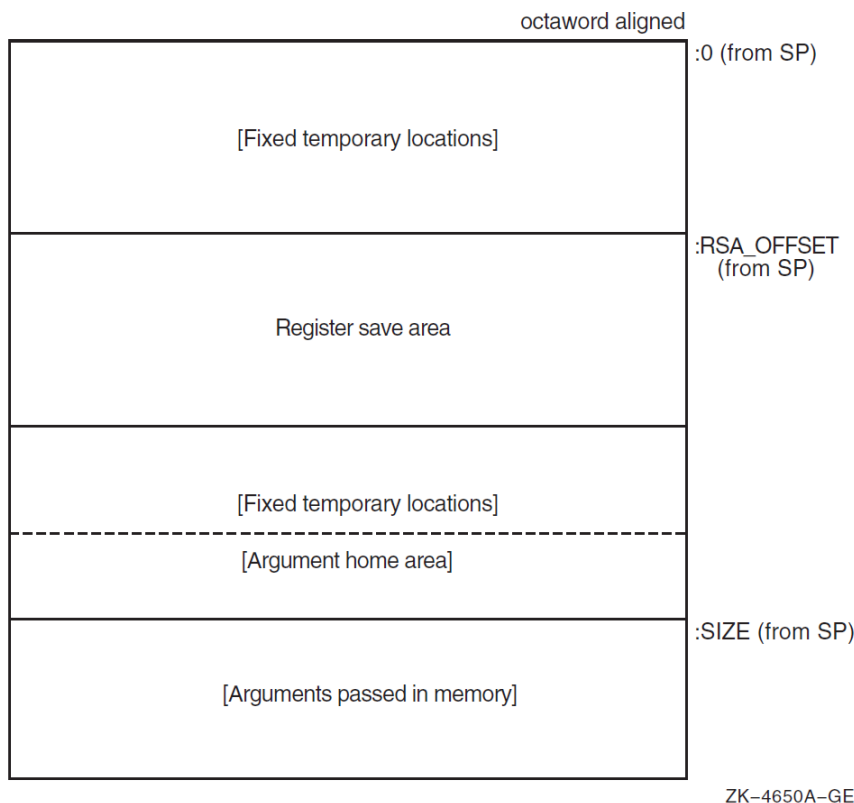 octaword aligned
:0 (from SP)
[Fixed temporary locations]
:RSA_OFFSET
(from SP)
Register save area
[Fixed temporary locations]
[Argument home area]
:SIZE (from SP)
[Arguments passed in memory]
ZK–4650A–GE